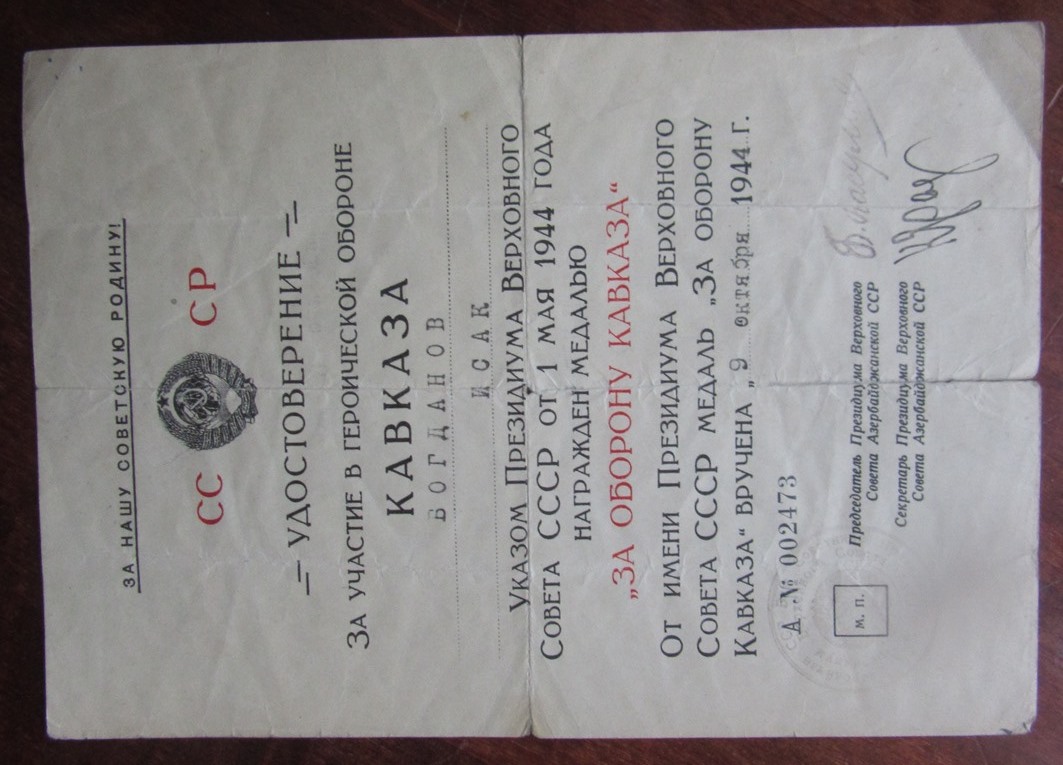 ЗА НАШУ СОВЕТСКУЮ РОДИНУ!
СС СР
— УДОСТОВЕРЕНИЕ —
ЗА УЧАСТИЕ В ГЕРОИЧЕСКОЙ ОБОРОНЕ
КАВКАЗА
БОГДАНОВ
ИСАК
УКАЗОМ ПРЕЗИДИУМА ВЕРХОВНОГО
СОВЕТА СССР ОТ 1 МАЯ 1944 ГОДА
НАГРАЖДЕН МЕДАЛЬЮ
„ЗА ОБОРОНУ КАВКАЗА“
ОТ ИМЕНИ ПРЕЗИДИУМА ВЕРХОВНОГО
СОВЕТА СССР МЕДАЛЬ „ЗА ОБОРОНУ
КАВКАЗА“ ВРУЧЕНА „9 октября 1944 г.
А № 002473
Председатель Президиума Верховного
Совета Азербайджанской ССР
Секретарь Президиума Верховного
Совета Азербайджанской ССР
М. П.